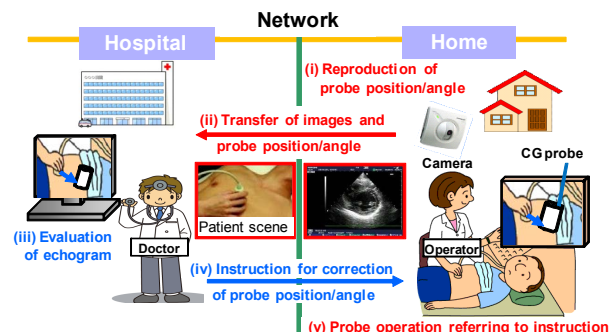 Network
Hospital
Home
(i) Reproduction of
probe position/angle
(ii) Transfer of images and
probe position/angle
Camera
CG probe
Patient scene
(iii) Evaluation
of echogram
Doctor
Operator
(iv) Instruction for correction
of probe position/angle
(v) Probe operation referring to instruction